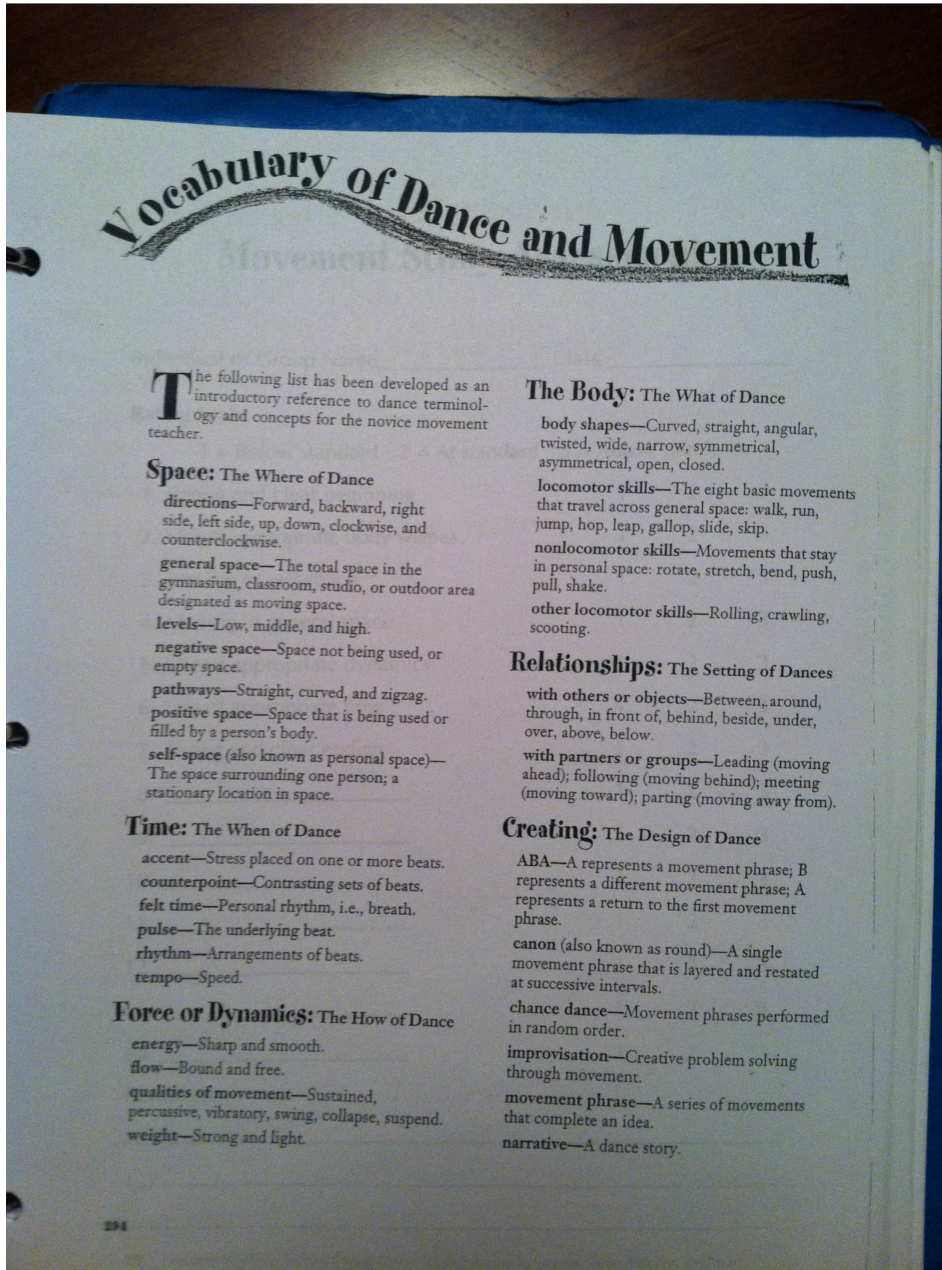 Vocabulary of Dance and Movement
The following list has been developed as an
introductory reference to dance terminol-
ogy and concepts for the novice movement
teacher.
Space: The Where of Dance
directions—Forward, backward, right
side, left side, up, down, clockwise, and
counterclockwise.
general space—The total space in the
gymnasium, classroom, studio, or outdoor area
designated as moving space.
levels—Low, middle, and high.
negative space—Space not being used, or
empty space.
pathways—Straight, curved, and zigzag.
positive space—Space that is being used or
filled by a person's body.
self-space (also known as personal space)—
The space surrounding one person; a
stationary location in space.
Time: The When of Dance
accent—Stress placed on one or more beats.
counterpoint—Contrasting sets of beats.
felt time—Personal rhythm, i.e., breath.
pulse—The underlying beat.
rhythm—Arrangements of beats.
tempo—Speed.
Force or Dynamics: The How of Dance
energy—Sharp and smooth.
flow—Bound and free.
qualities of movement—Sustained,
percussive, vibratory, swing, collapse, suspend.
weight—Strong and light.
The Body: The What of Dance
body shapes—Curved, straight, angular,
twisted, wide, narrow, symmetrical,
asymmetrical, open, closed.
locomotor skills—The eight basic movements
that travel across general space: walk, run,
jump, hop, leap, gallop, slide, skip.
nonlocomotor skills—Movements that stay
in personal space: rotate, stretch, bend, push,
pull, shake.
other locomotor skills—Rolling, crawling,
scooting.
Relationships: The Setting of Dances
with others or objects—Between, around,
through, in front of, behind, beside, under,
over, above, below.
with partners or groups—Leading (moving
ahead); following (moving behind); meeting
(moving toward); parting (moving away from).
Creating: The Design of Dance
ABA—A represents a movement phrase; B
represents a different movement phrase; A
represents a return to the first movement
phrase.
canon (also known as round)—A single
movement phrase that is layered and restated
at successive intervals.
chance dance—Movement phrases performed
in random order.
improvisation—Creative problem solving
through movement.
movement phrase—A series of movements
that complete an idea.
narrative—A dance story.
294